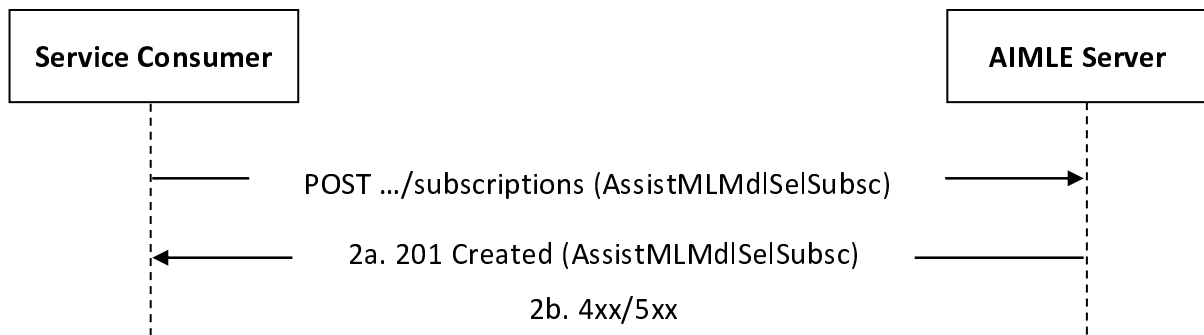 Service Consumer
AIMLE Server
POST …/subscriptions (AssistMLMdlSelSubsc)
2a. 201 Created (AssistMLMdlSelSubsc)
2b. 4xx/5xx